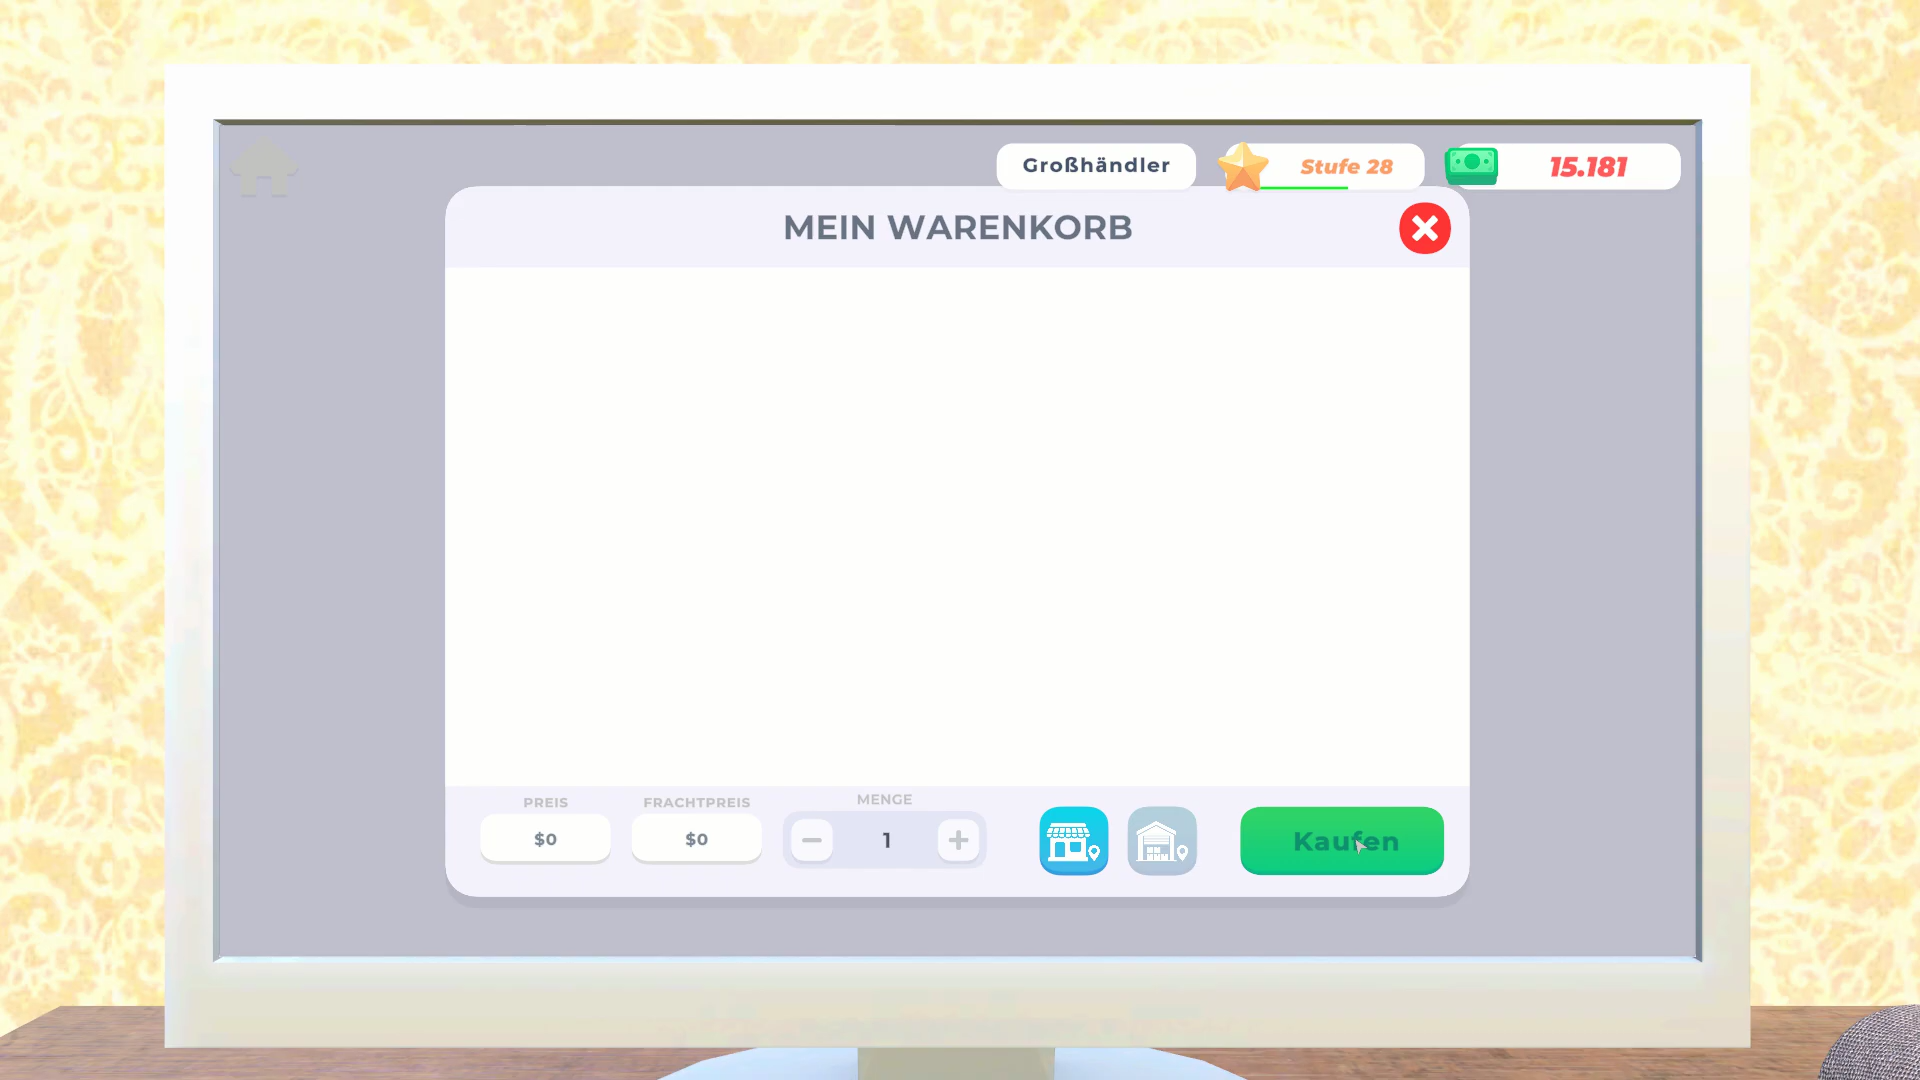 Großhändler
Stufe 28
15.181
MEIN WARENKORB
PREIS
FRACHTPREIS
MENGE
$0
$0
1
Kaufen